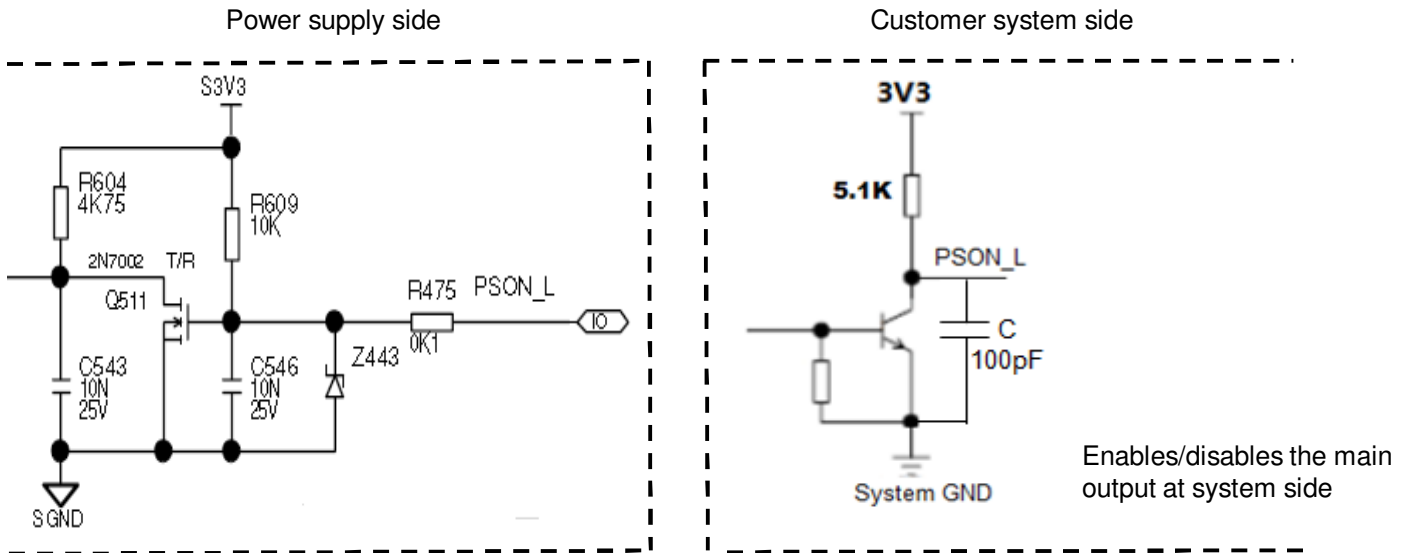 Power supply side
Customer system side
S3V3
R604
4K75
R609
10K
2N7002 T/R
Q511
R475 PSON_L
IO
0K1
C543
10N
25V
C546
10N
25V
Z443
SGND
3V3
5.1K
PSON_L
C
100pF
System GND
Enables/disables the main
output at system side